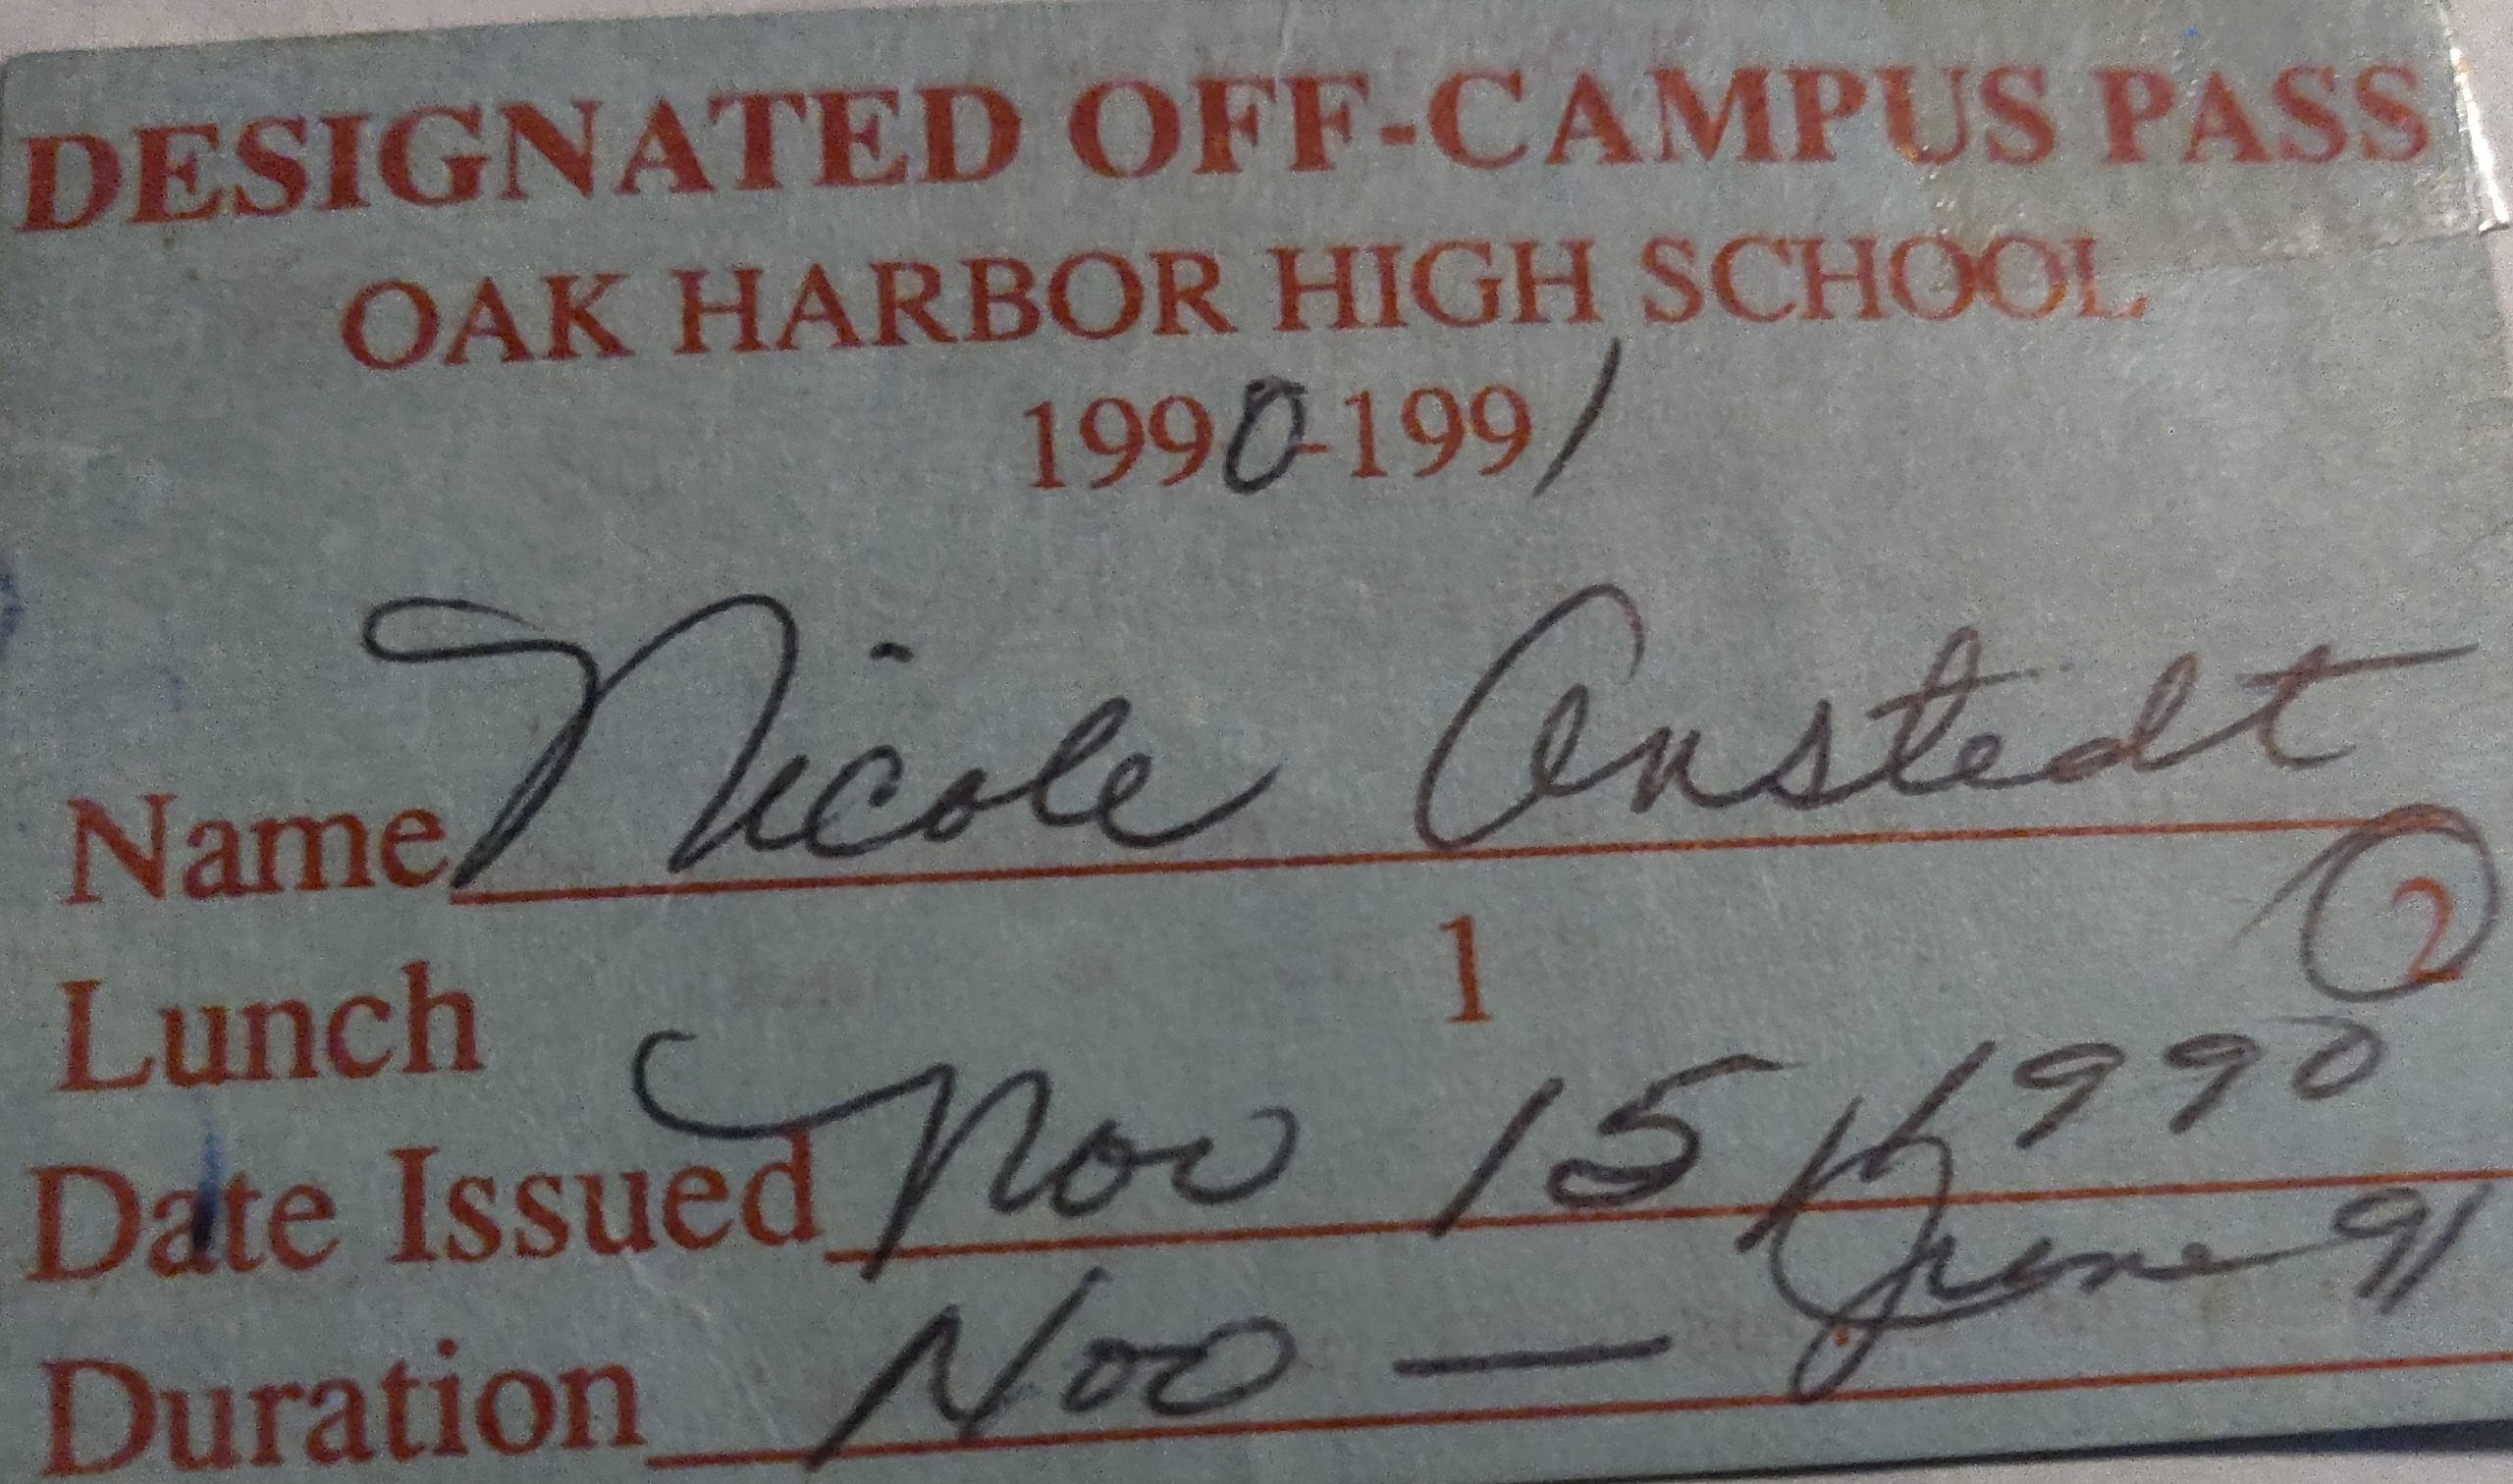 DESIGNATED OFF-CAMPUS PASS
OAK HARBOR HIGH SCHOOL
1990-1991
Name Nicole Anstedt
Lunch 1 2
Date Issued Nov 15, 1990
Duration Nov — June 91